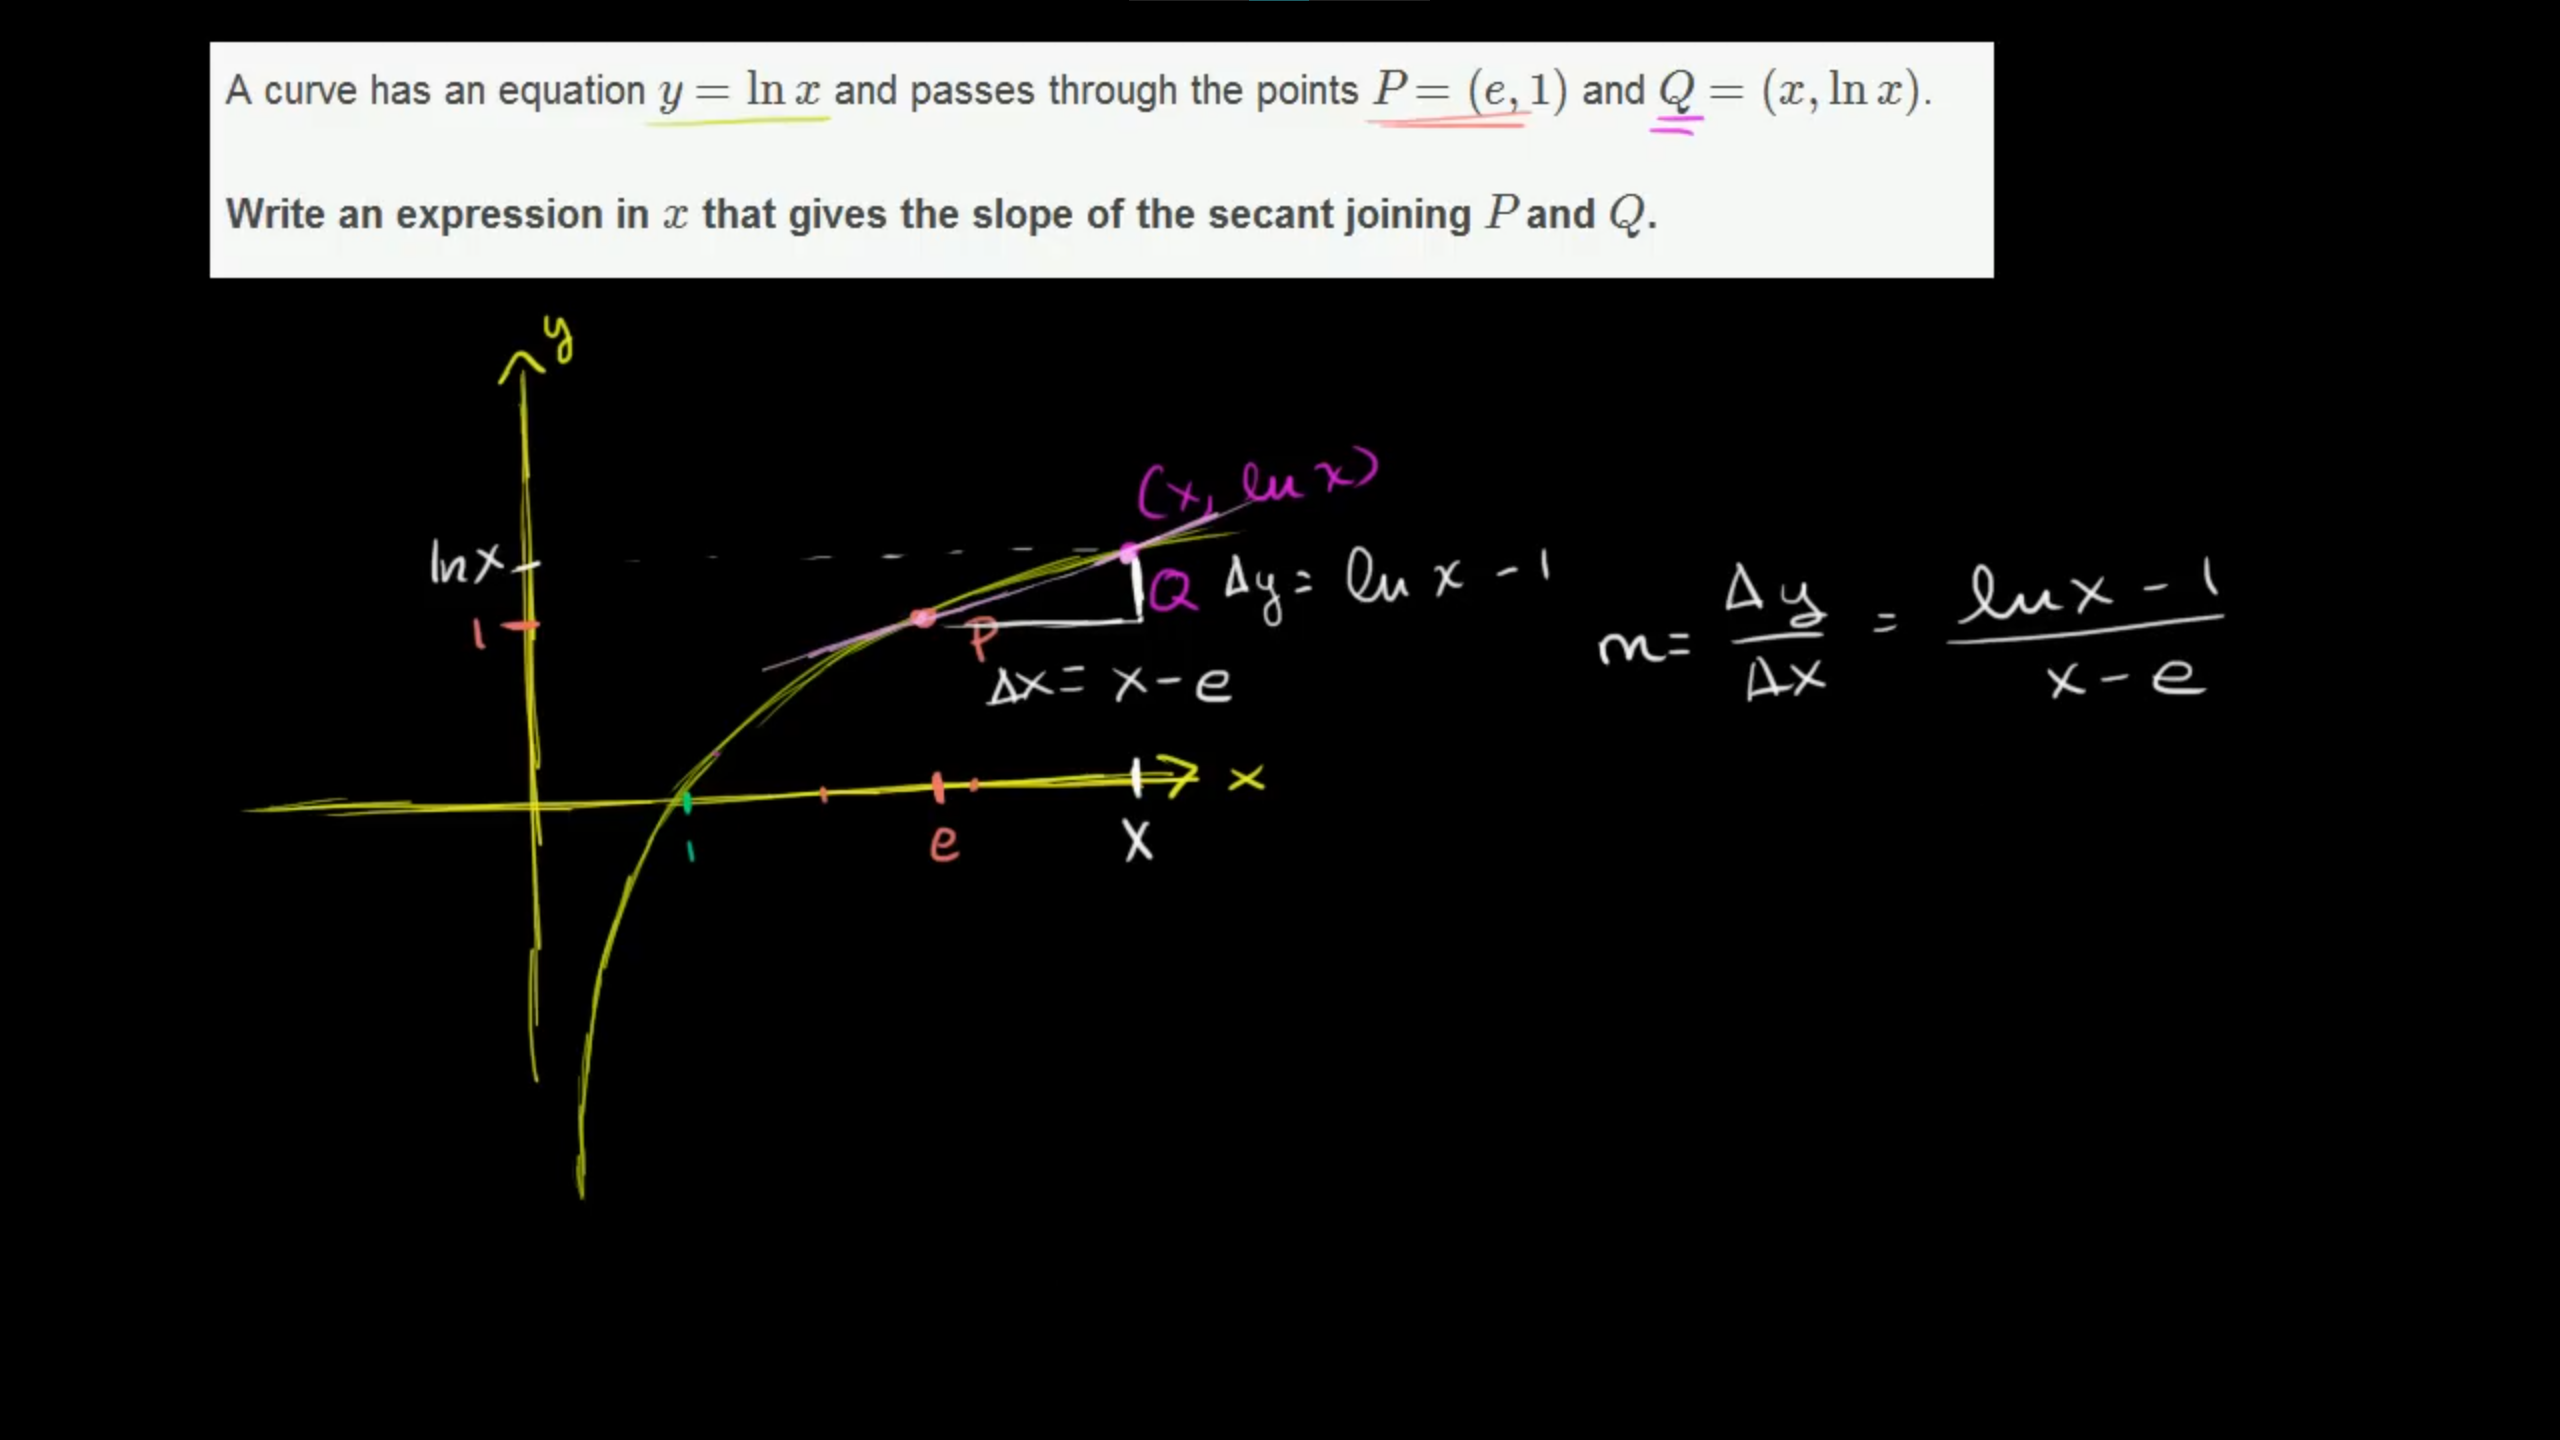 A curve has an equation y = ln x and passes through the points P = (e, 1) and Q = (x, ln x).
Write an expression in x that gives the slope of the secant joining P and Q.
y
(x, ln x)
ln x
Q Δy = ln x - 1
1
P
Δx = x - e
m = Δy/Δx = (ln x - 1)/(x - e)
x
1
e
x